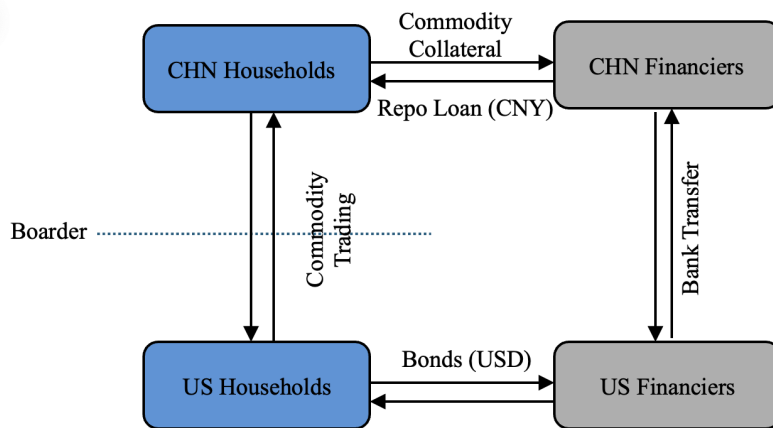 Commodity
Collateral
CHN Households
CHN Financiers
Repo Loan (CNY)
Commodity
Trading
Bank Transfer
Boarder
Bonds (USD)
US Households
US Financiers